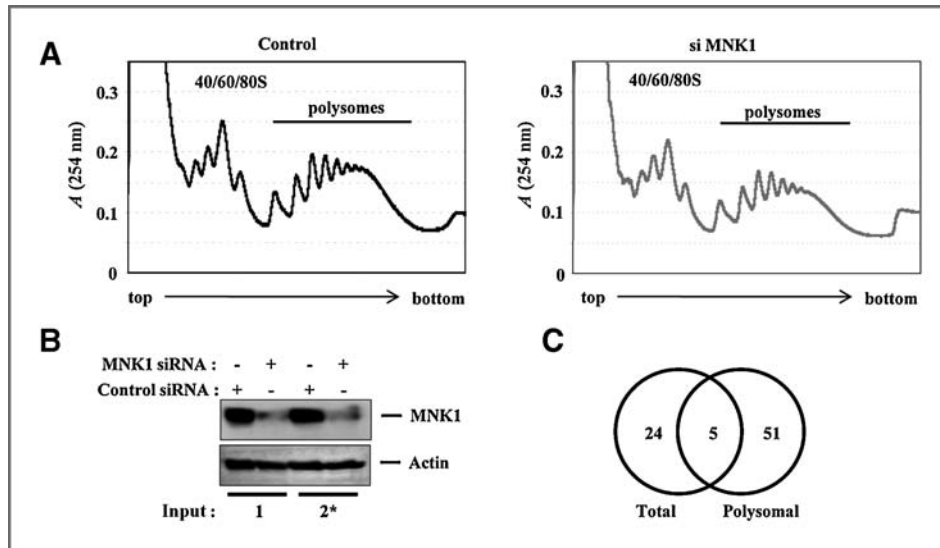 A
Control
40/60/80S
polysomes
A (254 nm)
0.3
0.2
0.1
0
top
bottom
si MNK1
40/60/80S
polysomes
A (254 nm)
0.3
0.2
0.1
0
top
bottom
B
MNK1 siRNA : - + - +
Control siRNA : + - + -
MNK1
Actin
Input : 1 2*
C
24 5 51
Total Polysomal